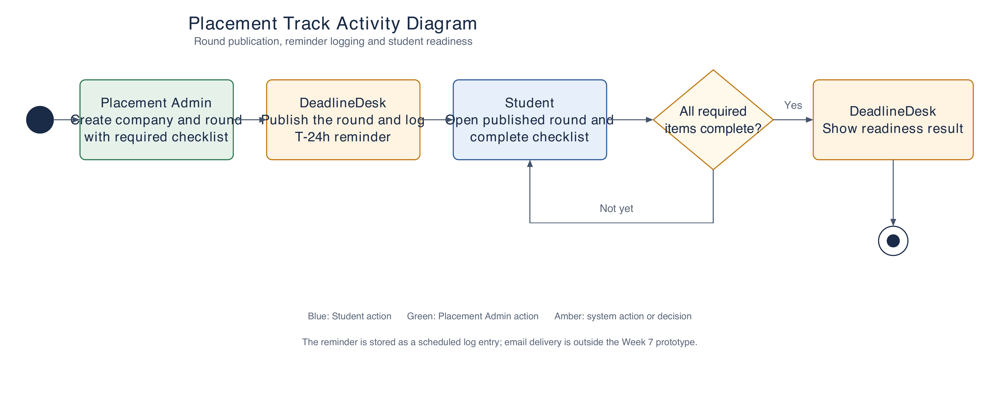 Placement Track Activity Diagram
Round publication, reminder logging and student readiness
Placement Admin
Create company and round
with required checklist
DeadlineDesk
Publish the round and log
T-24h reminder
Student
Open published round and
complete checklist
All required
items complete?
Yes
DeadlineDesk
Show readiness result
Not yet
Blue: Student action
Green: Placement Admin action
Amber: system action or decision
The reminder is stored as a scheduled log entry; email delivery is outside the Week 7 prototype.